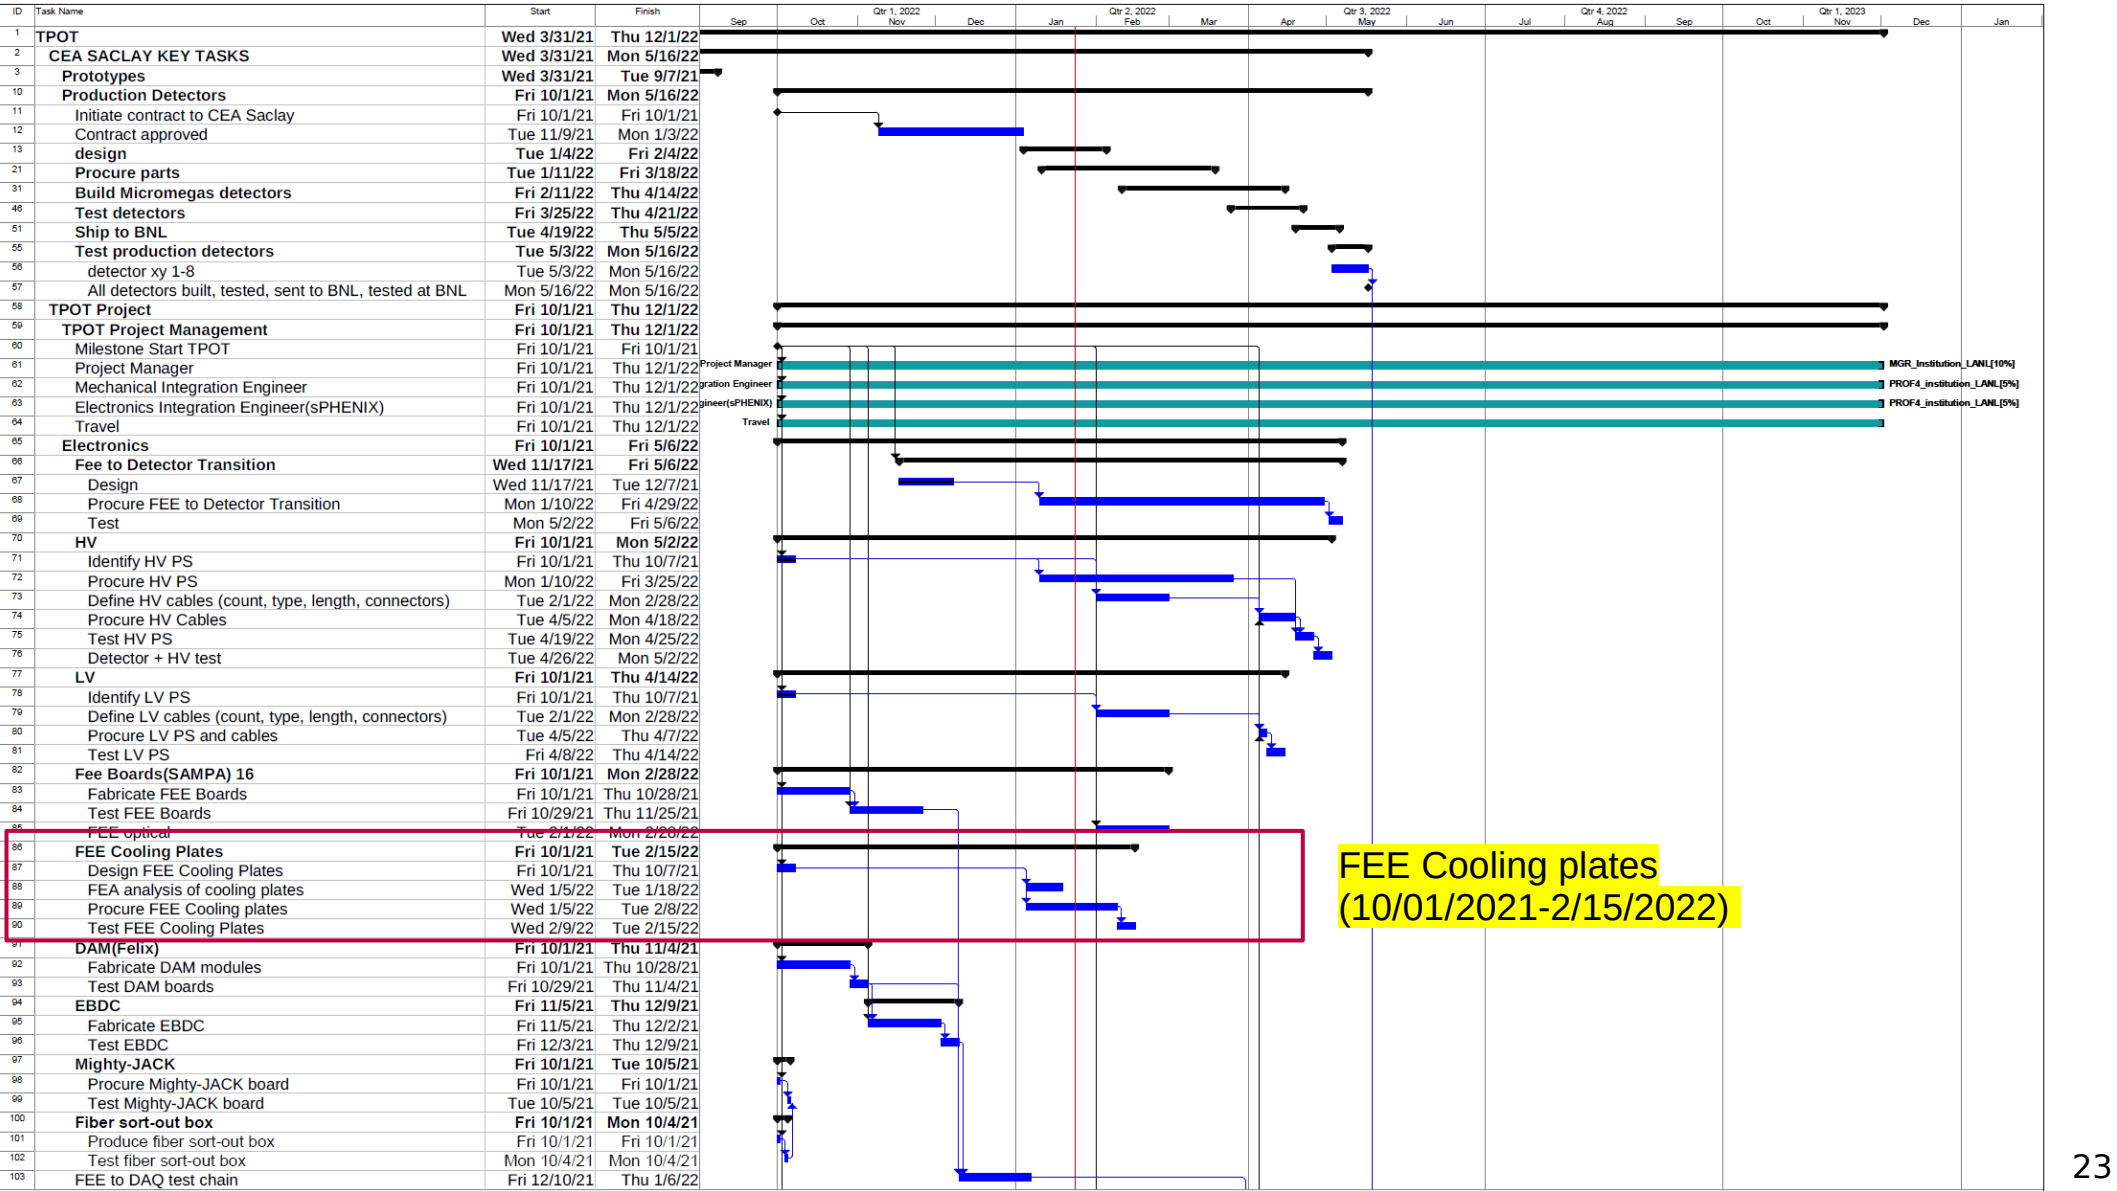 ID Task Name Start Finish Qtr 1, 2022 Qtr 2, 2022 Qtr 3, 2022 Qtr 4, 2022 Qtr 1, 2023
Sep Oct Nov Dec Jan Feb Mar Apr May Jun Jul Aug Sep Oct Nov Dec Jan
1 TPOT Wed 3/31/21 Thu 12/1/22
2 CEA SACLAY KEY TASKS Wed 3/31/21 Mon 5/16/22
3 Prototypes Wed 3/31/21 Tue 9/7/21
10 Production Detectors Fri 10/1/21 Mon 5/16/22
11 Initiate contract to CEA Saclay Fri 10/1/21 Fri 10/1/21
12 Contract approved Tue 11/9/21 Mon 1/3/22
13 design Tue 1/4/22 Fri 2/4/22
21 Procure parts Tue 1/11/22 Fri 3/18/22
31 Build Micromegas detectors Fri 2/11/22 Thu 4/14/22
46 Test detectors Fri 3/25/22 Thu 4/21/22
51 Ship to BNL Tue 4/19/22 Thu 5/5/22
55 Test production detectors Tue 5/3/22 Mon 5/16/22
56 detector xy 1-8 Tue 5/3/22 Mon 5/16/22
57 All detectors built, tested, sent to BNL, tested at BNL Mon 5/16/22 Mon 5/16/22
58 TPOT Project Fri 10/1/21 Thu 12/1/22
59 TPOT Project Management Fri 10/1/21 Thu 12/1/22
60 Milestone Start TPOT Fri 10/1/21 Fri 10/1/21
61 Project Manager Fri 10/1/21 Thu 12/1/22 Project Manager MGR_Institution_LANL[10%]
62 Mechanical Integration Engineer Fri 10/1/21 Thu 12/1/22 gration Engineer PROF4_institution_LANL[5%]
63 Electronics Integration Engineer(sPHENIX) Fri 10/1/21 Thu 12/1/22 gineer(sPHENIX) PROF4_institution_LANL[5%]
64 Travel Fri 10/1/21 Thu 12/1/22 Travel
65 Electronics Fri 10/1/21 Fri 5/6/22
66 Fee to Detector Transition Wed 11/17/21 Fri 5/6/22
67 Design Wed 11/17/21 Tue 12/7/21
68 Procure FEE to Detector Transition Mon 1/10/22 Fri 4/29/22
69 Test Mon 5/2/22 Fri 5/6/22
70 HV Fri 10/1/21 Mon 5/2/22
71 Identify HV PS Fri 10/1/21 Thu 10/7/21
72 Procure HV PS Mon 1/10/22 Fri 3/25/22
73 Define HV cables (count, type, length, connectors) Tue 2/1/22 Mon 2/28/22
74 Procure HV Cables Tue 4/5/22 Mon 4/18/22
75 Test HV PS Tue 4/19/22 Mon 4/25/22
76 Detector + HV test Tue 4/26/22 Mon 5/2/22
77 LV Fri 10/1/21 Thu 4/14/22
78 Identify LV PS Fri 10/1/21 Thu 10/7/21
79 Define LV cables (count, type, length, connectors) Tue 2/1/22 Mon 2/28/22
80 Procure LV PS and cables Tue 4/5/22 Thu 4/7/22
81 Test LV PS Fri 4/8/22 Thu 4/14/22
82 Fee Boards(SAMPA) 16 Fri 10/1/21 Mon 2/28/22
83 Fabricate FEE Boards Fri 10/1/21 Thu 10/28/21
84 Test FEE Boards Fri 10/29/21 Thu 11/25/21
85 FEE optical Tue 2/1/22 Mon 2/28/22
86 FEE Cooling Plates Fri 10/1/21 Tue 2/15/22
87 Design FEE Cooling Plates Fri 10/1/21 Thu 10/7/21
88 FEA analysis of cooling plates Wed 1/5/22 Tue 1/18/22
89 Procure FEE Cooling plates Wed 1/5/22 Tue 2/8/22
90 Test FEE Cooling Plates Wed 2/9/22 Tue 2/15/22
FEE Cooling plates
(10/01/2021-2/15/2022)
91 DAM(Felix) Fri 10/1/21 Thu 11/4/21
92 Fabricate DAM modules Fri 10/1/21 Thu 10/28/21
93 Test DAM boards Fri 10/29/21 Thu 11/4/21
94 EBDC Fri 11/5/21 Thu 12/9/21
95 Fabricate EBDC Fri 11/5/21 Thu 12/2/21
96 Test EBDC Fri 12/3/21 Thu 12/9/21
97 Mighty-JACK Fri 10/1/21 Tue 10/5/21
98 Procure Mighty-JACK board Fri 10/1/21 Fri 10/1/21
99 Test Mighty-JACK board Tue 10/5/21 Tue 10/5/21
100 Fiber sort-out box Fri 10/1/21 Mon 10/4/21
101 Produce fiber sort-out box Fri 10/1/21 Fri 10/1/21
102 Test fiber sort-out box Mon 10/4/21 Mon 10/4/21
103 FEE to DAQ test chain Fri 12/10/21 Thu 1/6/22
23